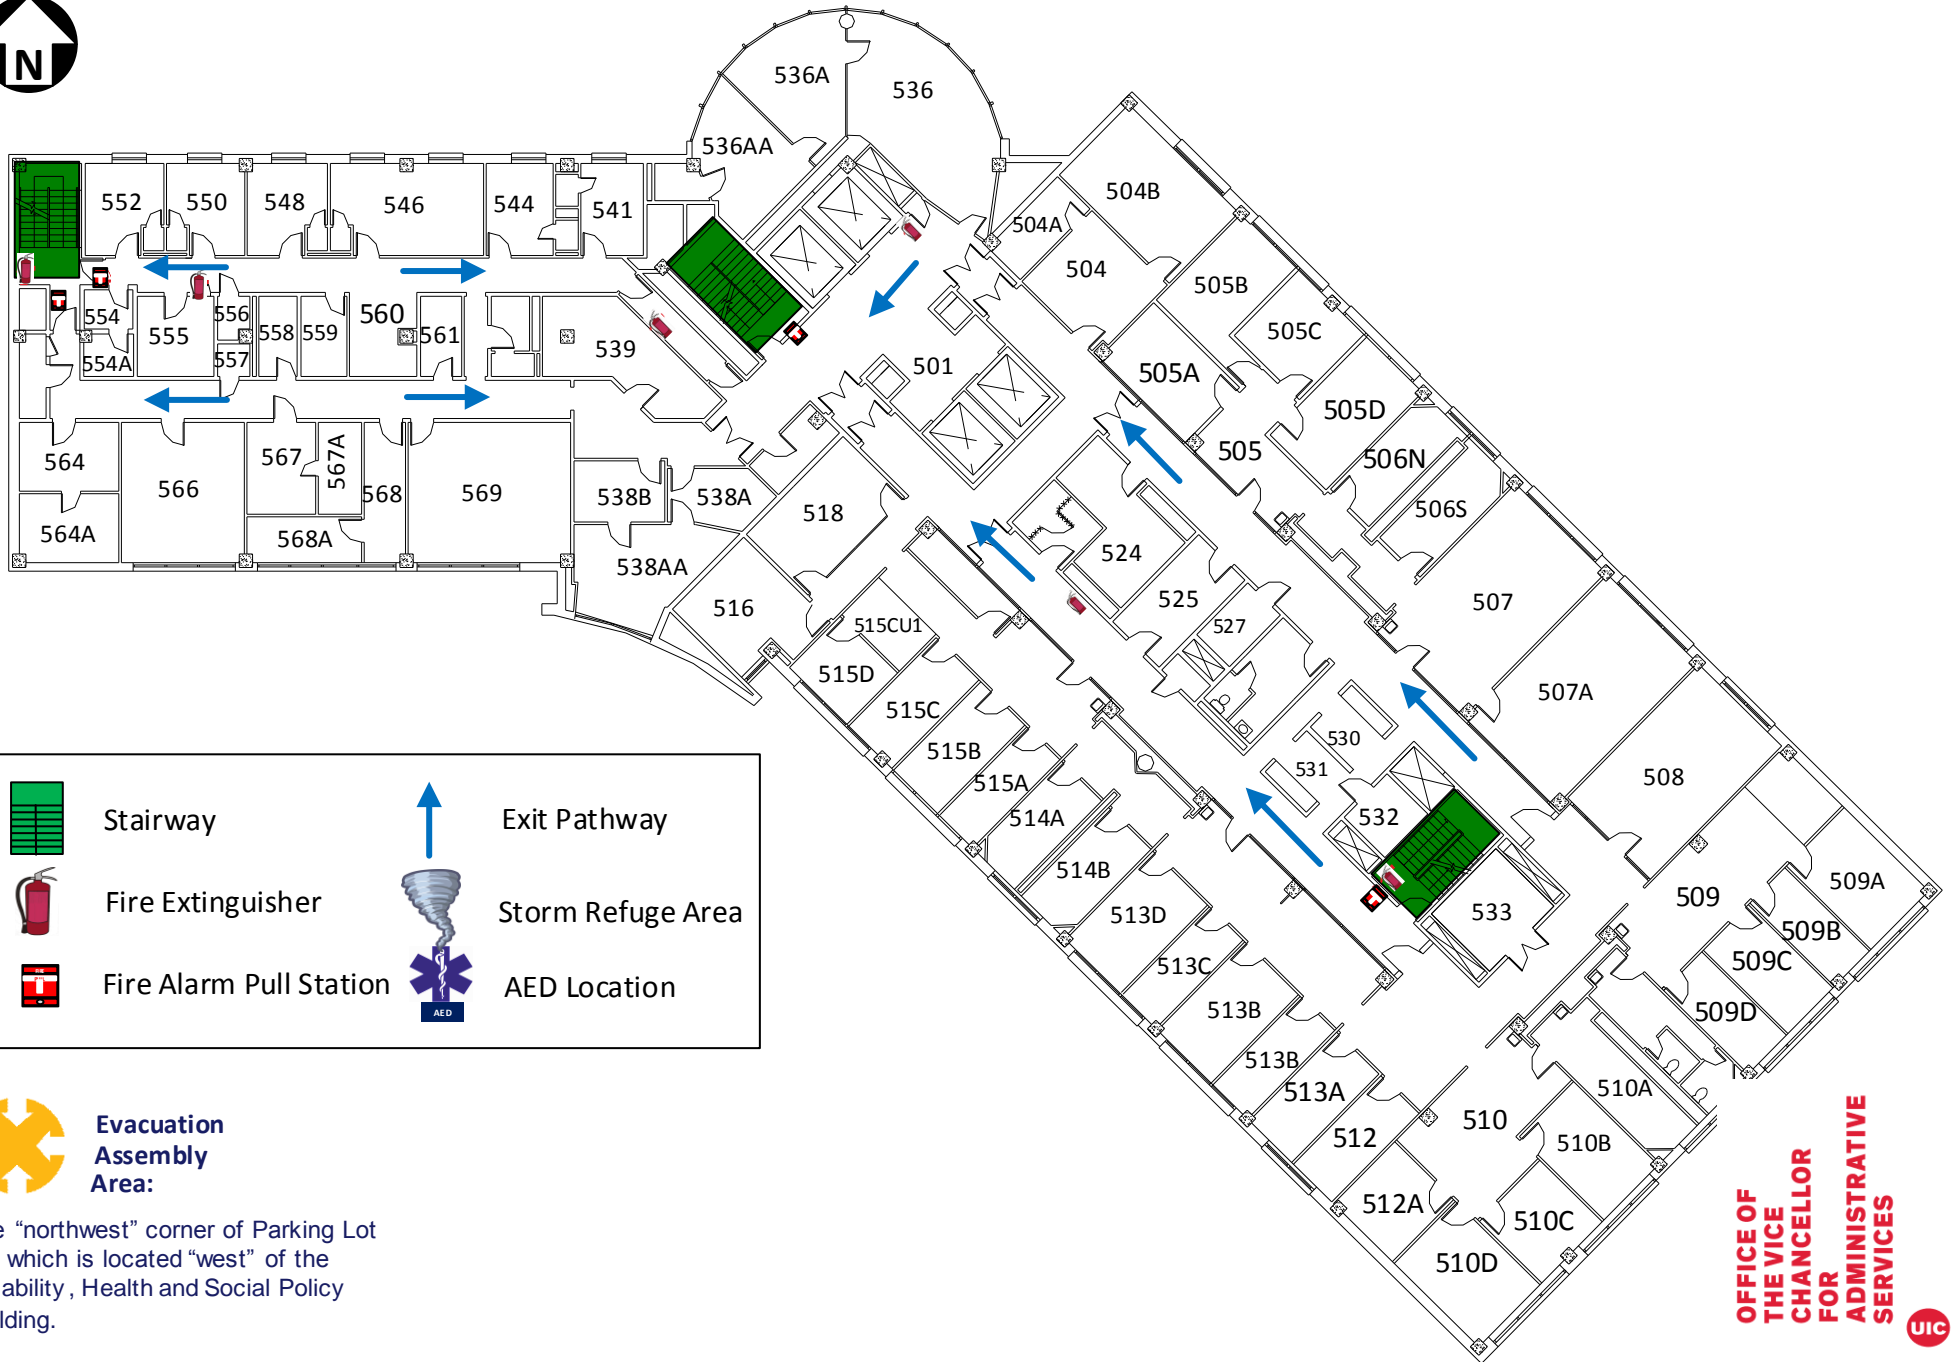 N
536A
536
536AA
504B
552
550
548
546
544
541
504A
504
505B
554
556
560
505C
555
558
559
561
539
554A
557
501
505A
505D
564
567
567A
505
506N
566
568
569
538B
538A
518
506S
564A
568A
524
538AA
525
507
516
515CU1
527
515D
507A
515C
530
515B
531
508
515A
514A
532
514B
509A
513D
533
509
509B
509C
513C
513B
509D
513B
513A
510A
512
510
510B
512A
510C
510D
Stairway
Exit Pathway
Fire Extinguisher
Storm Refuge Area
Fire Alarm Pull Station
AED Location
AED
Evacuation
Assembly
Area:
“northwest” corner of Parking Lot
which is located “west” of the
ability, Health and Social Policy
lding.
OFFICE OF
THE VICE
CHANCELLOR
FOR
ADMINISTRATIVE
SERVICES
UIC